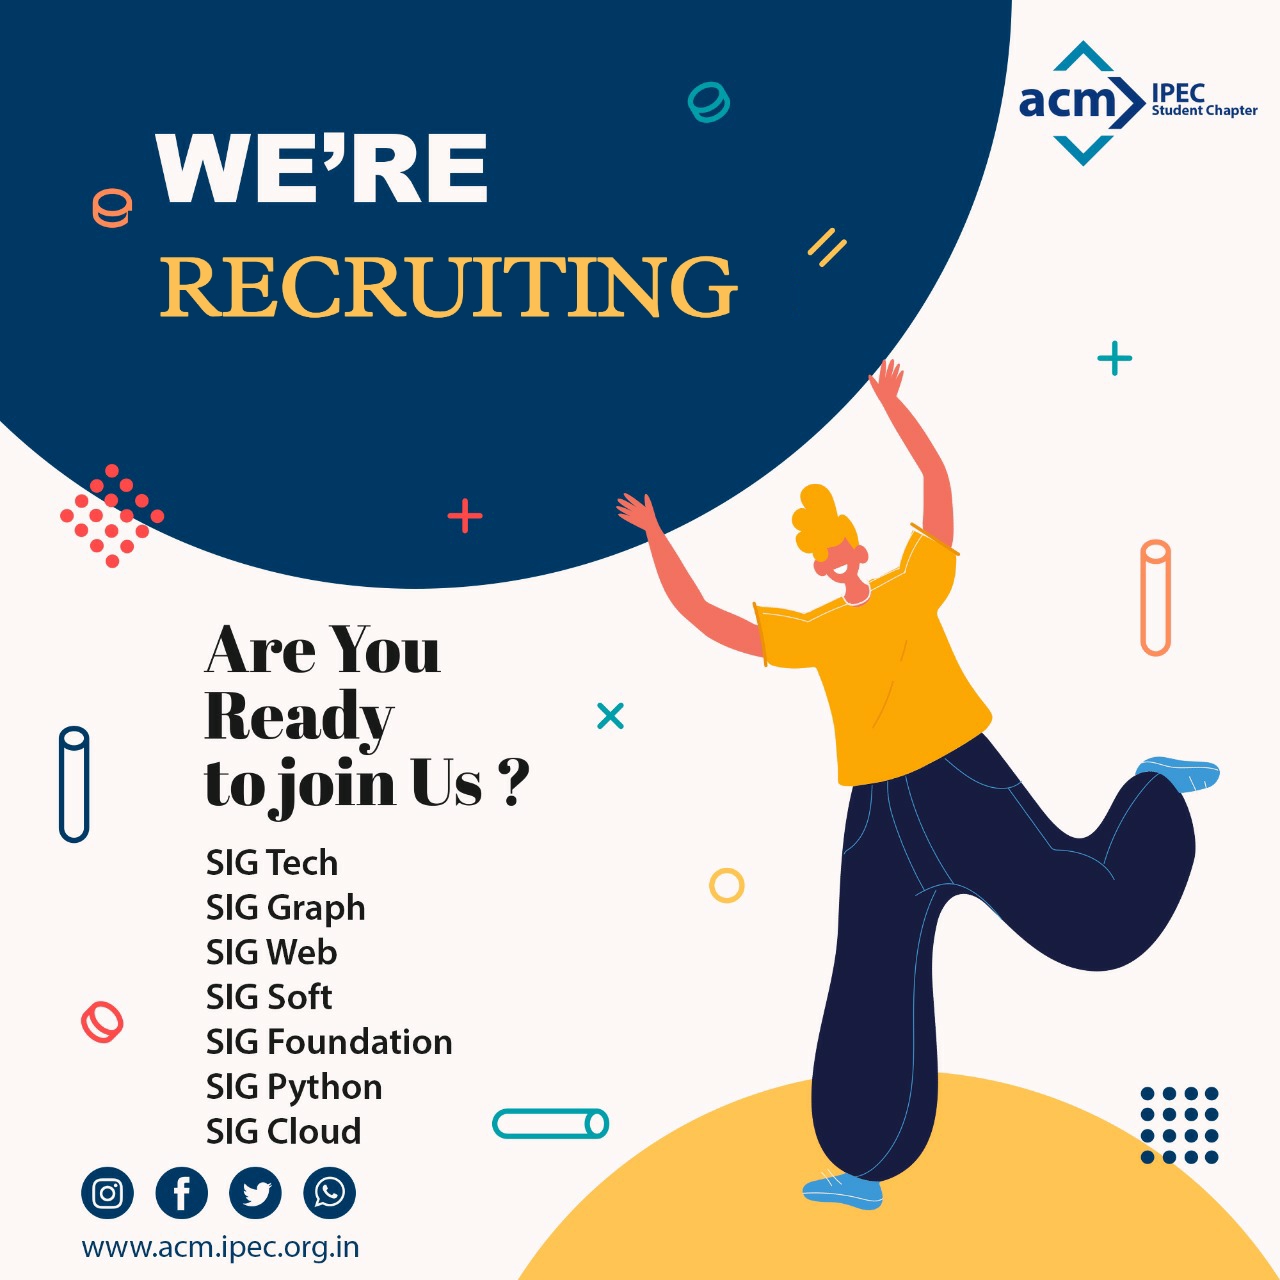 acm IPEC
Student Chapter
WE'RE
RECRUITING
Are You
Ready
to join Us ?
SIG Tech
SIG Graph
SIG Web
SIG Soft
SIG Foundation
SIG Python
SIG Cloud
www.acm.ipec.org.in